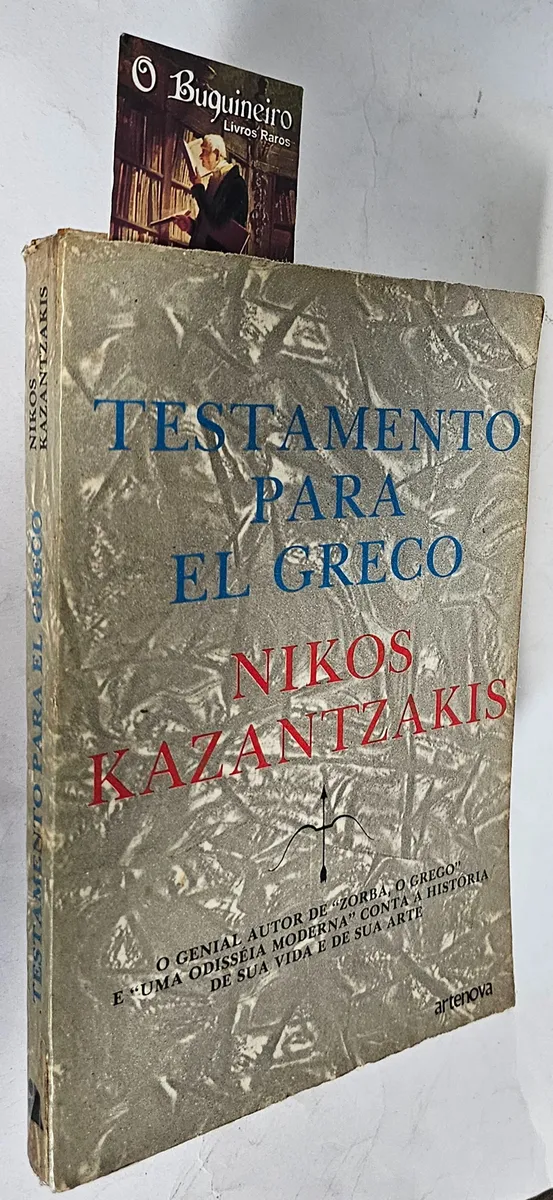 O Buquineiro
Livros Raros
NIKOS
KAZANTZAKIS
TESTAMENTO PARA EL GRECO
TESTAMENTO
PARA
EL GRECO
NIKOS
KAZANTZAKIS
O GENIAL AUTOR DE "ZORBA, O GREGO"
E "UMA ODISSÉIA MODERNA" CONTA A HISTÓRIA
DE SUA VIDA E DE SUA ARTE
artenova